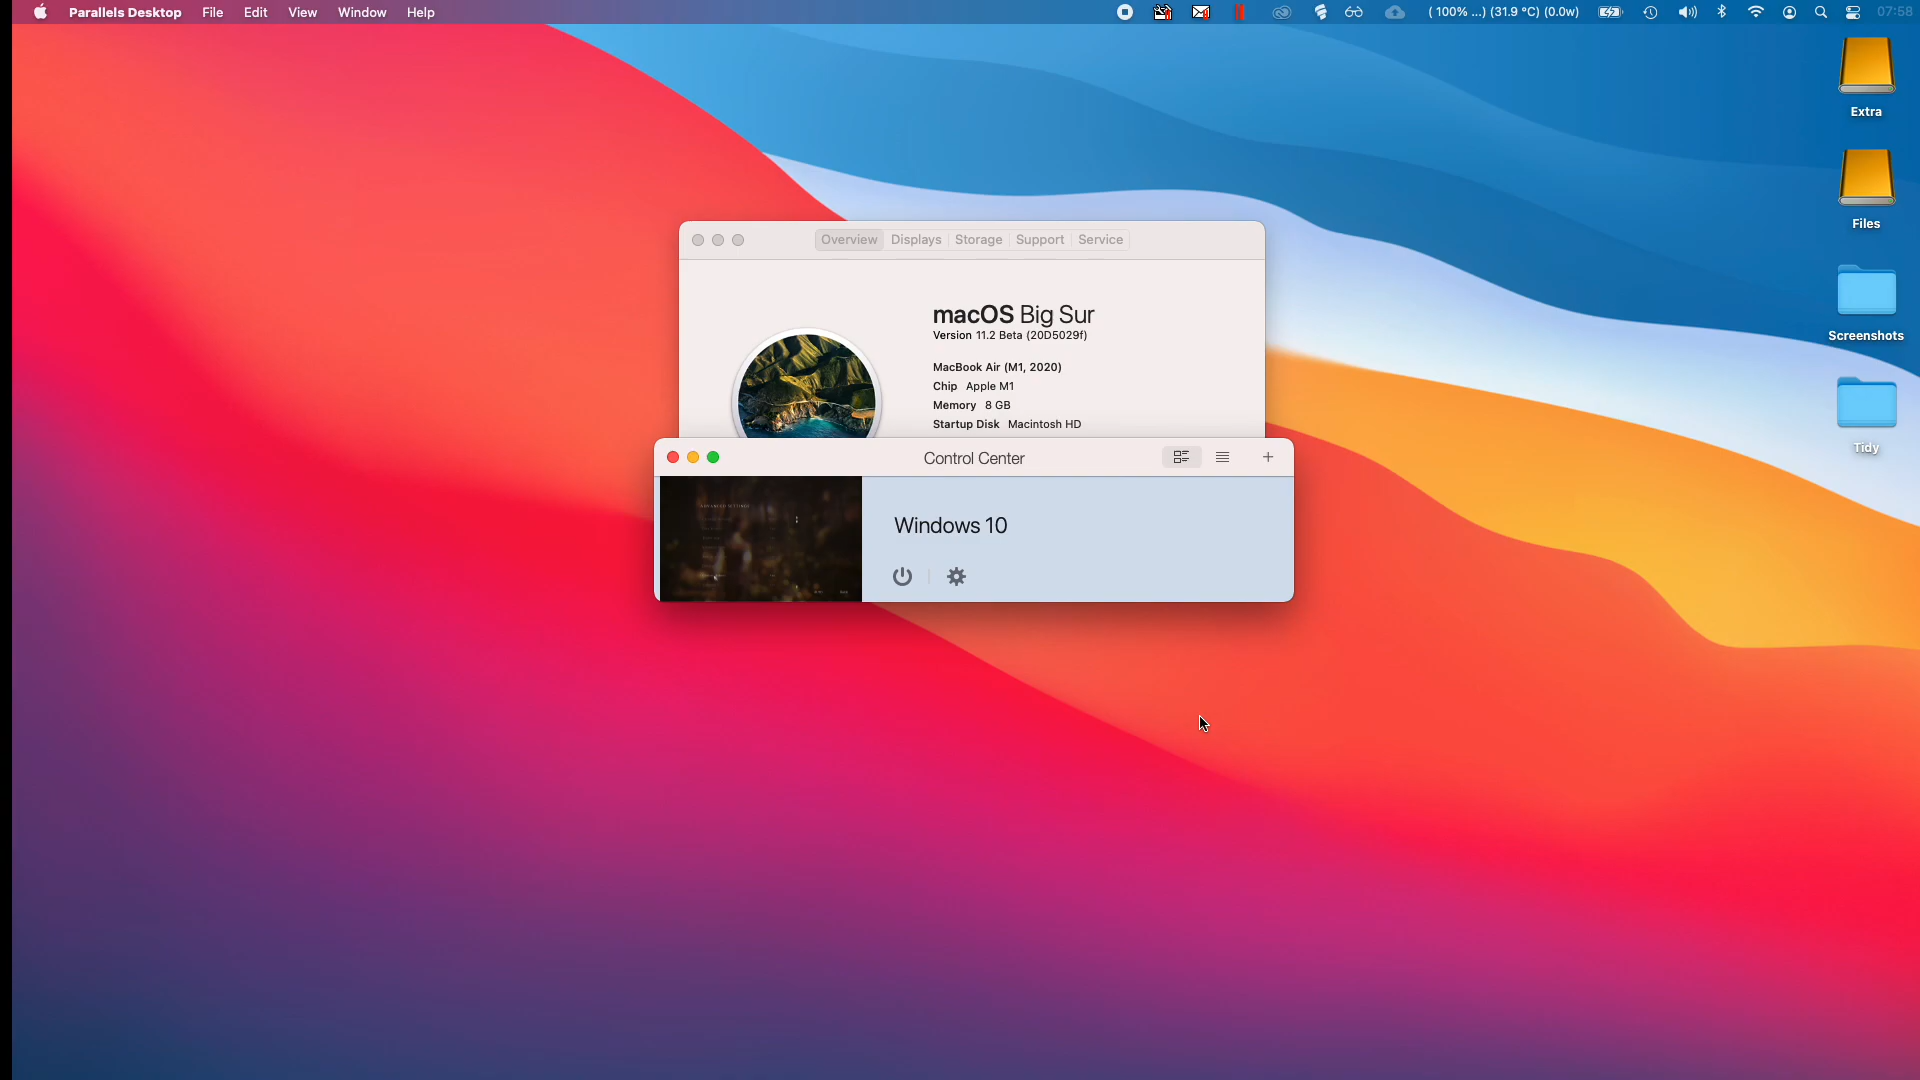 Parallels Desktop File Edit View Window Help
( 100% ...) (31.9 °C) (0.0w) 07:58
Extra
Files
Screenshots
Tidy
Overview Displays Storage Support Service
macOS Big Sur
Version 11.2 Beta (20D5029f)
MacBook Air (M1, 2020)
Chip Apple M1
Memory 8 GB
Startup Disk Macintosh HD
Control Center
ADVANCED SETTINGS
Windows 10